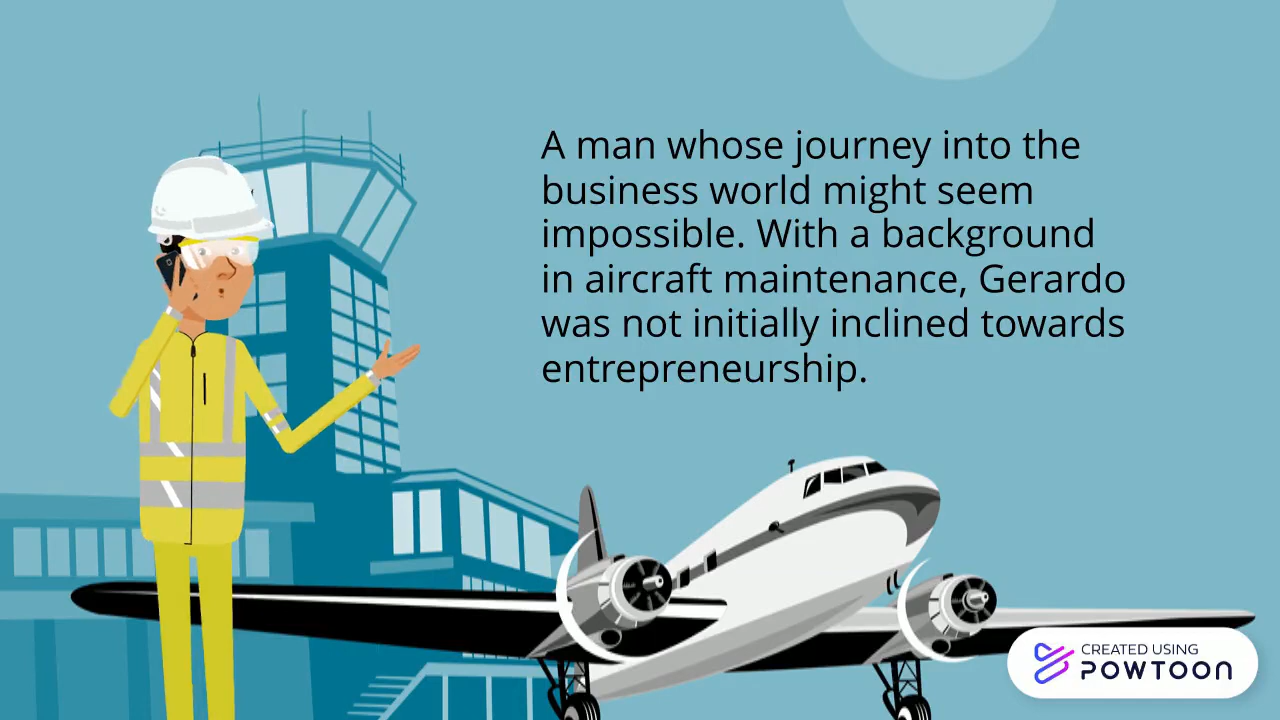 A man whose journey into the
business world might seem
impossible. With a background
in aircraft maintenance, Gerardo
was not initially inclined towards
entrepreneurship.
CREATED USING
POWTOON